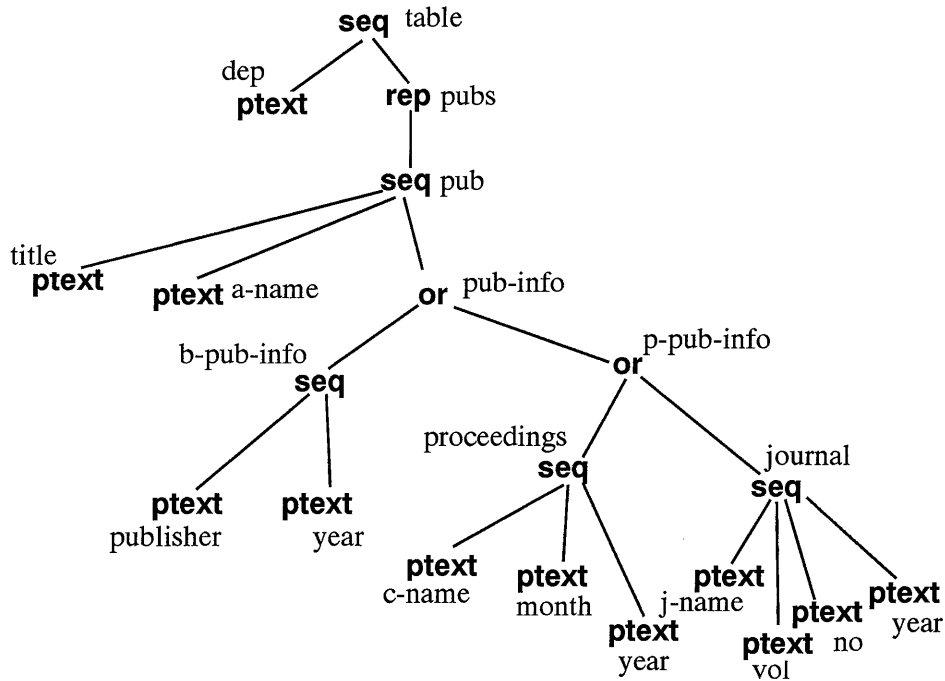 seq table
dep
ptext
rep pubs
seq pub
title
ptext
ptext a-name
or pub-info
b-pub-info
seq
p-pub-info
or
proceedings
seq
journal
seq
ptext
publisher
ptext
year
ptext
c-name
ptext
month
ptext
year
ptext
j-name
ptext
vol
ptext
no
ptext
year